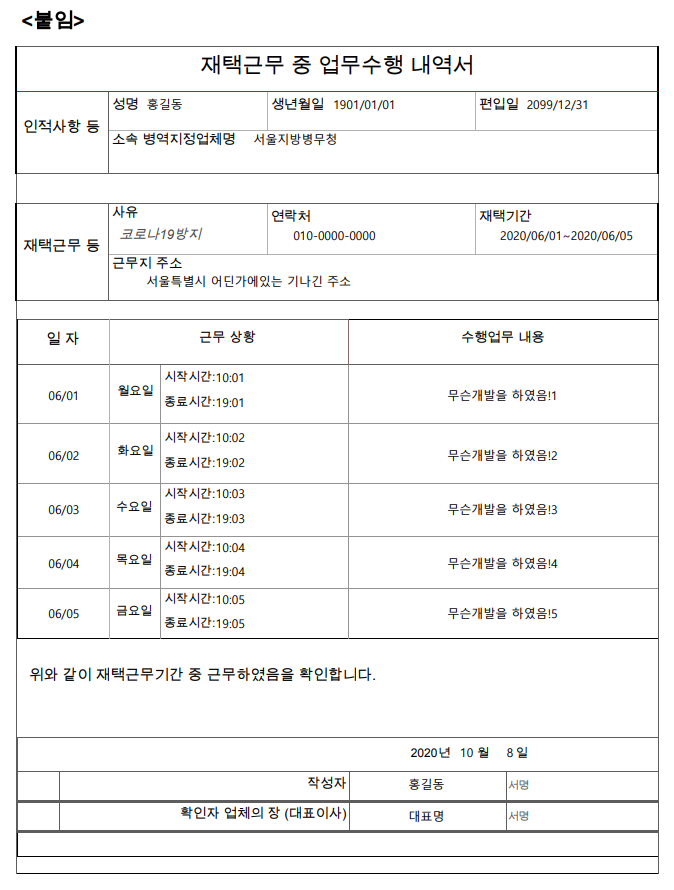 <붙임>
재택근무 중 업무수행 내역서
인적사항 등
성명 홍길동 생년월일 1901/01/01 편입일 2099/12/31
소속 병역지정업체명 서울지방병무청
재택근무 등
사유 연락처 재택기간
코로나19방지 010-0000-0000 2020/06/01~2020/06/05
근무지 주소
서울특별시 어딘가에있는 기나긴 주소
일 자 근무 상황 수행업무 내용
06/01 월요일 시작시간:10:01 무슨개발을 하였음!1
종료시간:19:01
06/02 화요일 시작시간:10:02 무슨개발을 하였음!2
종료시간:19:02
06/03 수요일 시작시간:10:03 무슨개발을 하였음!3
종료시간:19:03
06/04 목요일 시작시간:10:04 무슨개발을 하였음!4
종료시간:19:04
06/05 금요일 시작시간:10:05 무슨개발을 하였음!5
종료시간:19:05
위와 같이 재택근무기간 중 근무하였음을 확인합니다.
2020년 10 월 8 일
작성자 홍길동 서명
확인자 업체의 장 (대표이사) 대표명 서명